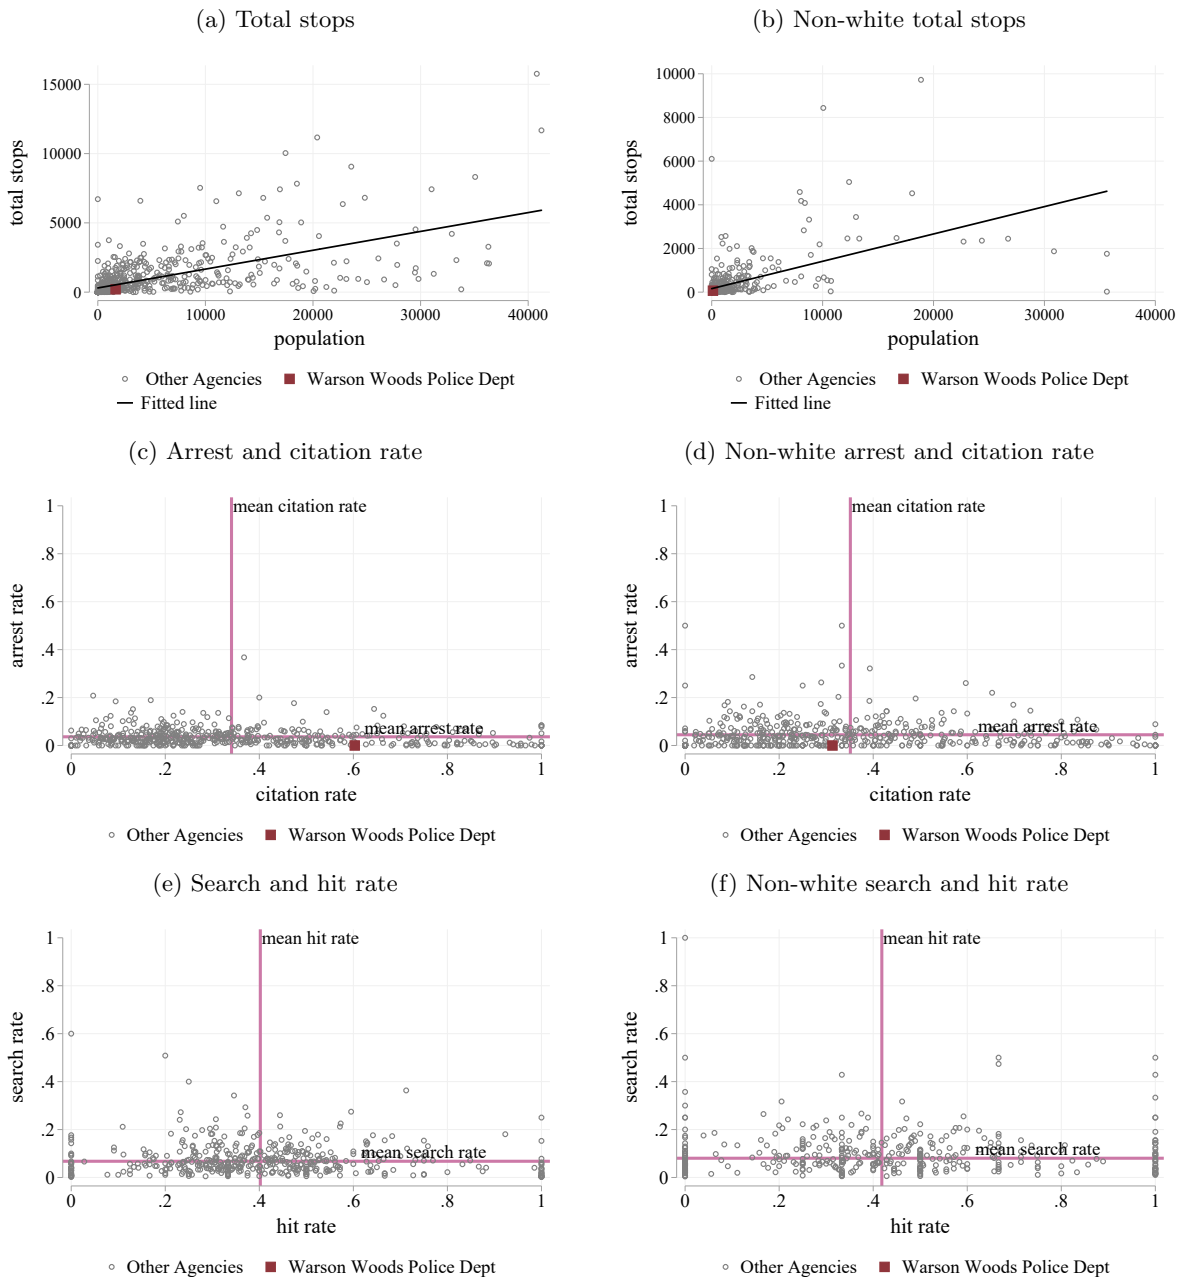 (a) Total stops
(b) Non-white total stops
total stops
15000
10000
5000
0
0 10000 20000 30000 40000
population
Other Agencies Warson Woods Police Dept
Fitted line
total stops
10000
8000
6000
4000
2000
0
0 10000 20000 30000 40000
population
Other Agencies Warson Woods Police Dept
Fitted line
(c) Arrest and citation rate
(d) Non-white arrest and citation rate
arrest rate
1
.8
.6
.4
.2
0
mean citation rate
mean arrest rate
0 .2 .4 .6 .8 1
citation rate
Other Agencies Warson Woods Police Dept
arrest rate
1
.8
.6
.4
.2
0
mean citation rate
mean arrest rate
0 .2 .4 .6 .8 1
citation rate
Other Agencies Warson Woods Police Dept
(e) Search and hit rate
(f) Non-white search and hit rate
search rate
1
.8
.6
.4
.2
0
mean hit rate
mean search rate
0 .2 .4 .6 .8 1
hit rate
Other Agencies Warson Woods Police Dept
search rate
1
.8
.6
.4
.2
0
mean hit rate
mean search rate
0 .2 .4 .6 .8 1
hit rate
Other Agencies Warson Woods Police Dept